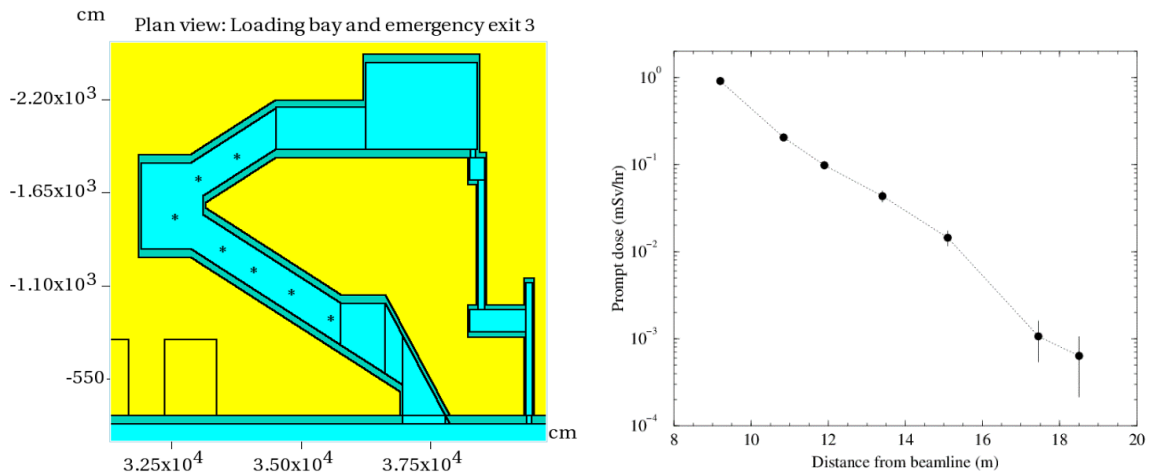 cm
Plan view: Loading bay and emergency exit 3
-2.20x10³
-1.65x10³
-1.10x10³
-550
cm
3.25x10⁴ 3.50x10⁴ 3.75x10⁴
Prompt dose (mSv/hr)
10⁰
10⁻¹
10⁻²
10⁻³
10⁻⁴
8 10 12 14 16 18 20
Distance from beamline (m)